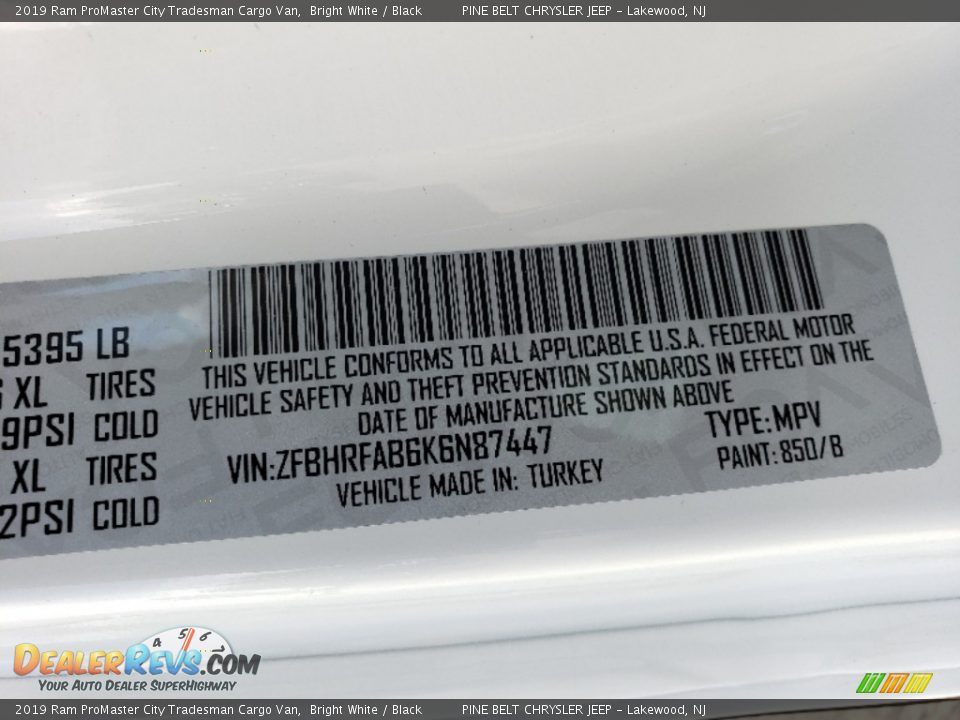 2019 Ram ProMaster City Tradesman Cargo Van, Bright White / Black PINE BELT CHRYSLER JEEP – Lakewood, NJ
5395 LB
XL TIRES
9PSI COLD
XL TIRES
2PSI COLD
THIS VEHICLE CONFORMS TO ALL APPLICABLE U.S.A. FEDERAL MOTOR
VEHICLE SAFETY AND THEFT PREVENTION STANDARDS IN EFFECT ON THE
DATE OF MANUFACTURE SHOWN ABOVE
VIN:ZFBHRFAB6K6N87447 TYPE:MPV
VEHICLE MADE IN: TURKEY PAINT:850/B
4 5 6
DEALERREVS.COM
YOUR AUTO DEALER SUPERHIGHWAY
2019 Ram ProMaster City Tradesman Cargo Van, Bright White / Black PINE BELT CHRYSLER JEEP – Lakewood, NJ